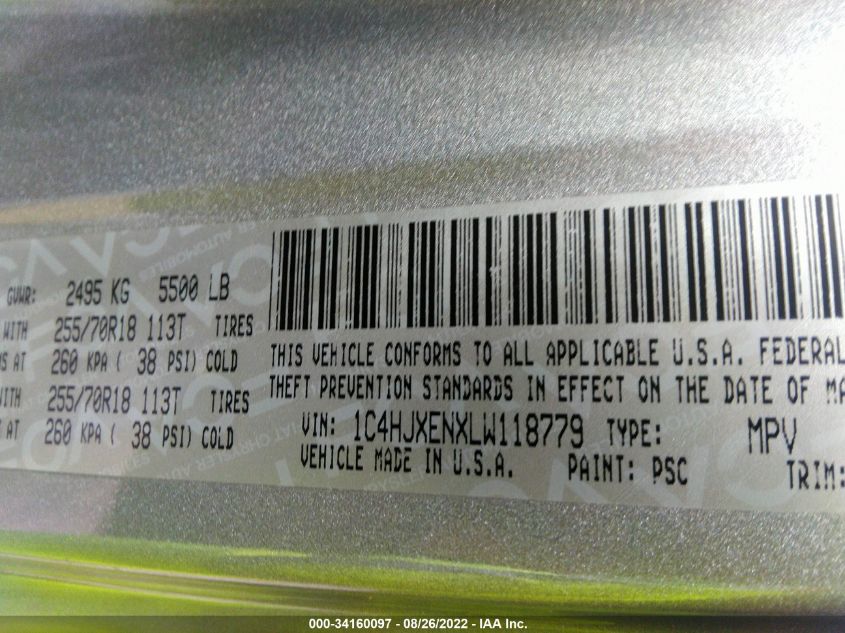 GVWR: 2495 KG 5500 LB
WITH 255/70R18 113T TIRES
AT 260 KPA ( 38 PSI) COLD
WITH 255/70R18 113T TIRES
AT 260 KPA ( 38 PSI) COLD
THIS VEHICLE CONFORMS TO ALL APPLICABLE U.S.A. FEDERAL
THEFT PREVENTION STANDARDS IN EFFECT ON THE DATE OF
VIN: 1C4HJXENXLW118779 TYPE: MPV
VEHICLE MADE IN U.S.A. PAINT: PSC TRIM:
000-34160097 - 08/26/2022 - IAA Inc.